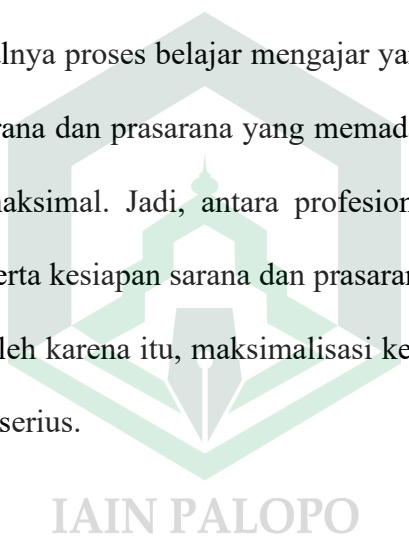 lnya proses belajar mengajar ya
rana dan prasarana yang memad
naksimal. Jadi, antara profesion
erta kesiapan sarana dan prasaran
leh karena itu, maksimalisasi ke
serius.
IAIN PALOPO